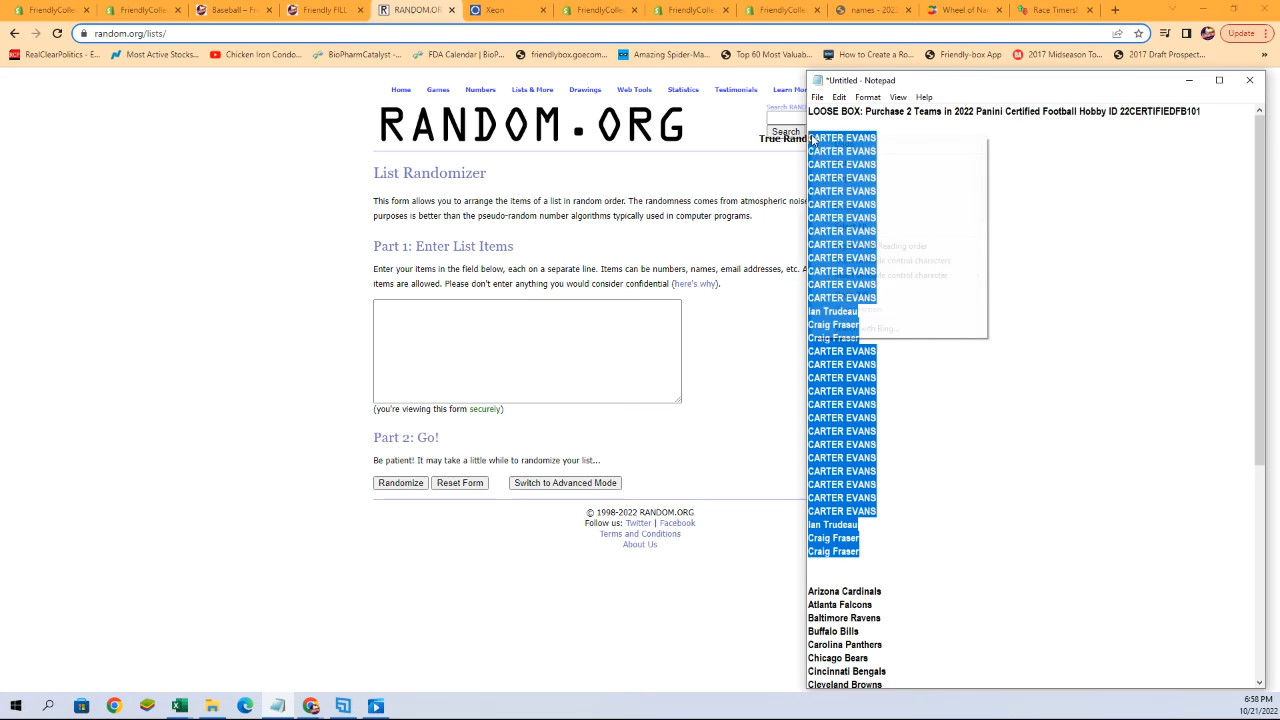 FriendlyColle
FriendlyColle
Baseball – Fr
Friendly FILL
RANDOM.OR
Xeon
FriendlyColle
FriendlyColle
FriendlyColle
names - 202
Wheel of Na
Race Timers
random.org/lists/
Update
RealClearPolitics - ...
Most Active Stocks...
Chicken Iron Condo...
BioPharmCatalyst -...
FDA Calendar | BioP...
friendlybox.goecom...
Amazing Spider-Ma...
Top 60 Most Valuab...
How to Create a Ro...
Friendly-box app
2017 Midseason To...
2017 Draft Prospect...
Home Games Numbers Lists & More Drawings Web Tools Statistics Testimonials Learn Mor
Search RAND
RANDOM.ORG
Search
True Rand
List Randomizer
This form allows you to arrange the items of a list in random order. The randomness comes from atmospheric nois
purposes is better than the pseudo-random number algorithms typically used in computer programs.
Part 1: Enter List Items
Enter your items in the field below, each on a separate line. Items can be numbers, names, email addresses, etc. A
items are allowed. Please don't enter anything you would consider confidential (here's why).
(you're viewing this form securely)
Part 2: Go!
Be patient! It may take a little while to randomize your list...
Randomize Reset Form Switch to Advanced Mode
© 1998-2022 RANDOM.ORG
Follow us: Twitter | Facebook
Terms and Conditions
About Us
*Untitled - Notepad
File Edit Format View Help
LOOSE BOX: Purchase 2 Teams in 2022 Panini Certified Football Hobby ID 22CERTIFIEDFB101
CARTER EVANS
CARTER EVANS
CARTER EVANS
CARTER EVANS
CARTER EVANS
CARTER EVANS
CARTER EVANS
CARTER EVANS
CARTER EVANS
CARTER EVANS
CARTER EVANS
CARTER EVANS
CARTER EVANS
Ian Trudeau
Craig Fraser
Craig Fraser
CARTER EVANS
CARTER EVANS
CARTER EVANS
CARTER EVANS
CARTER EVANS
CARTER EVANS
CARTER EVANS
CARTER EVANS
CARTER EVANS
CARTER EVANS
CARTER EVANS
CARTER EVANS
CARTER EVANS
Ian Trudeau
Craig Fraser
Craig Fraser
Arizona Cardinals
Atlanta Falcons
Baltimore Ravens
Buffalo Bills
Carolina Panthers
Chicago Bears
Cincinnati Bengals
Cleveland Browns
eading order
control characters
control character
6:58 PM
10/21/2022